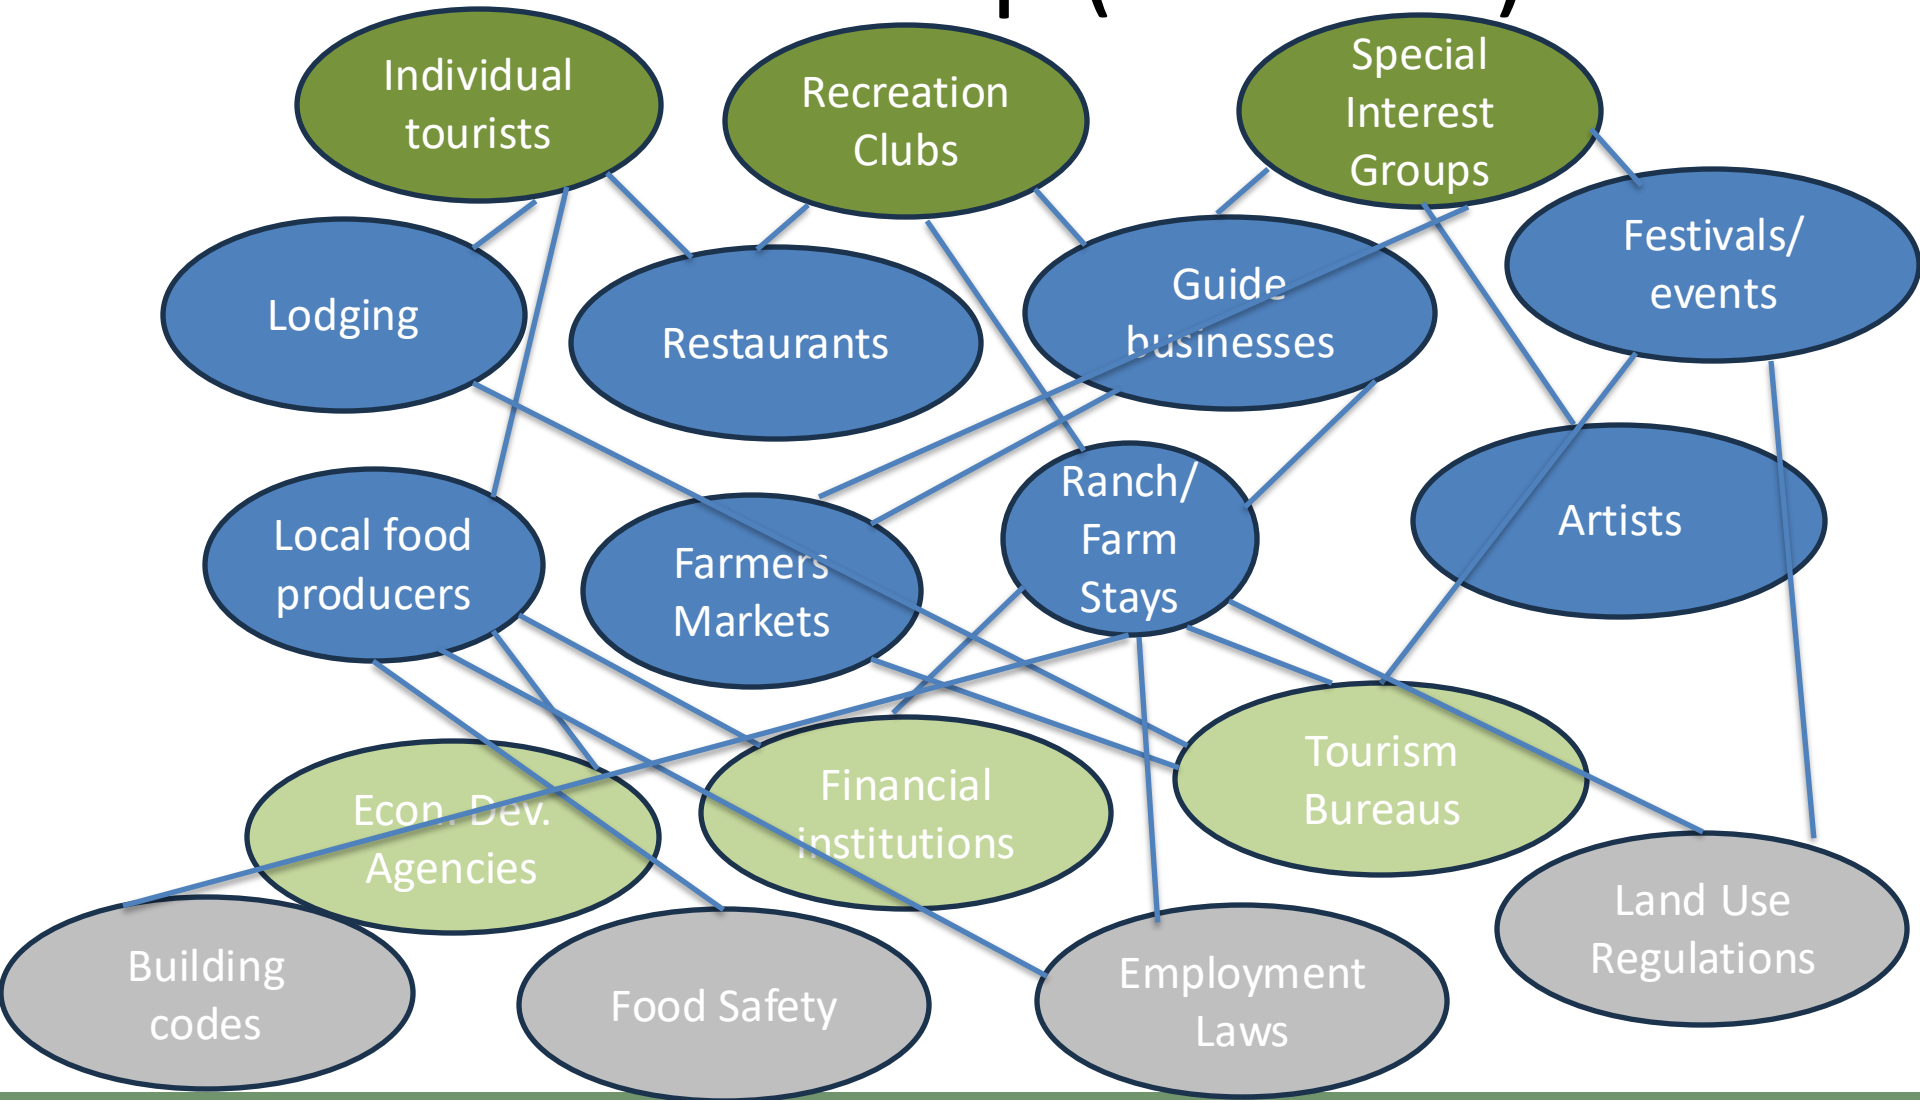 Individual
tourists
Recreation
Clubs
Special
Interest
Groups
Festivals/
events
Lodging
Restaurants
Guide
businesses
Local food
producers
Farmers
Markets
Ranch/
Farm
Stays
Artists
Econ. Dev.
Agencies
Financial
institutions
Tourism
Bureaus
Building
codes
Food Safety
Employment
Laws
Land Use
Regulations